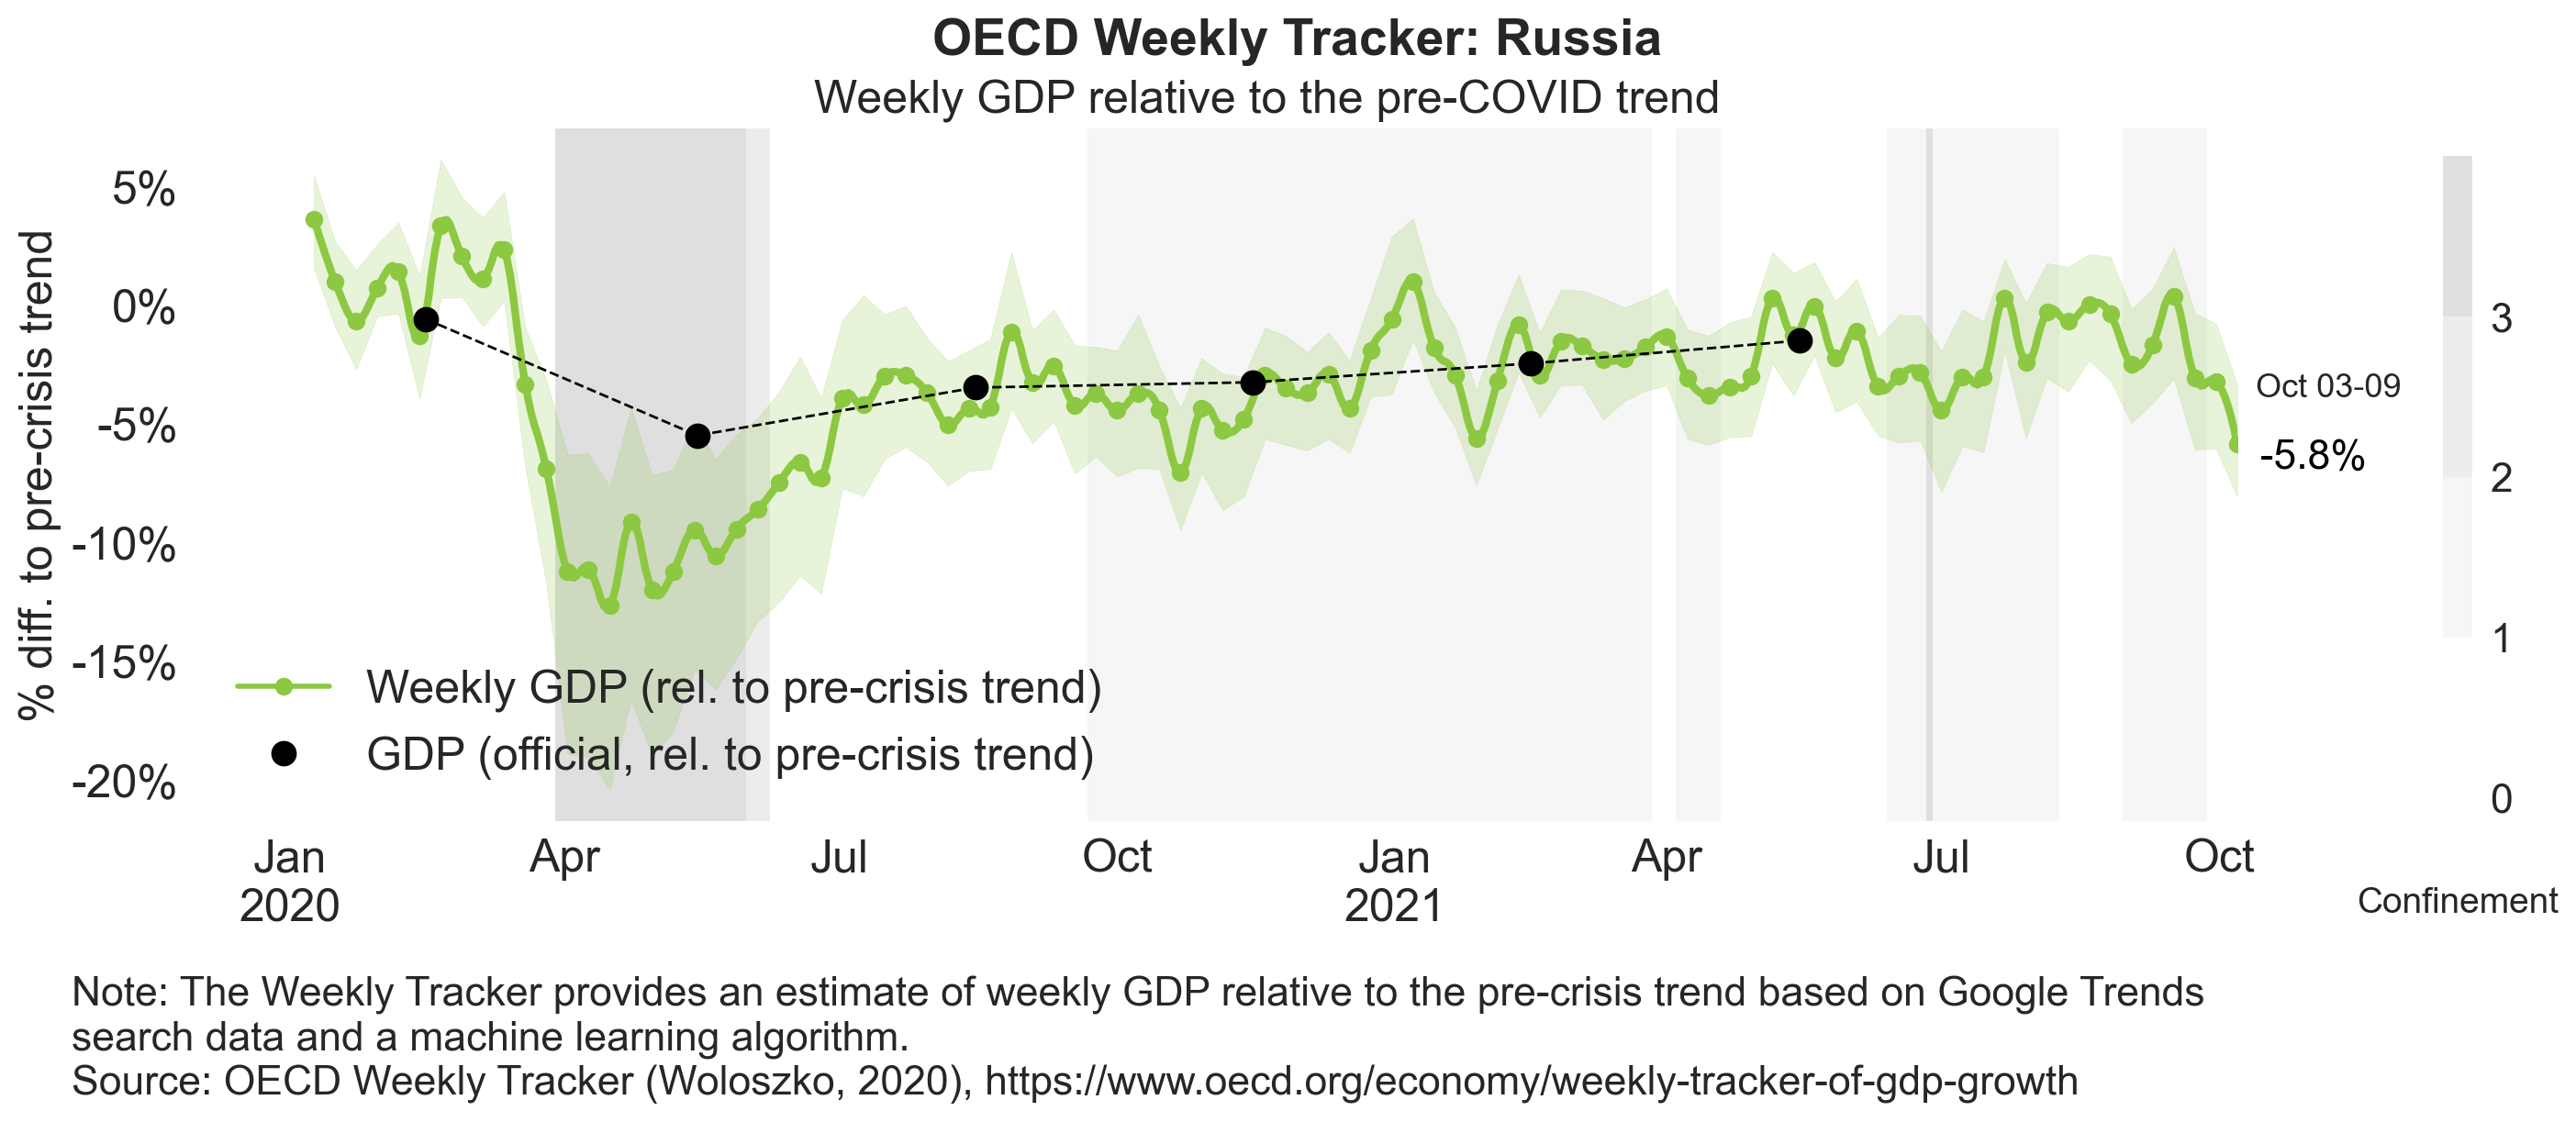 OECD Weekly Tracker: Russia
Weekly GDP relative to the pre-COVID trend
% diff. to pre-crisis trend
5%
0%
-5%
-10%
-15%
-20%
Weekly GDP (rel. to pre-crisis trend)
GDP (official, rel. to pre-crisis trend)
Oct 03-09
-5.8%
3
2
1
0
Confinement
Jan Apr Jul Oct Jan Apr Jul Oct
2020 2021
Note: The Weekly Tracker provides an estimate of weekly GDP relative to the pre-crisis trend based on Google Trends
search data and a machine learning algorithm.
Source: OECD Weekly Tracker (Woloszko, 2020), https://www.oecd.org/economy/weekly-tracker-of-gdp-growth